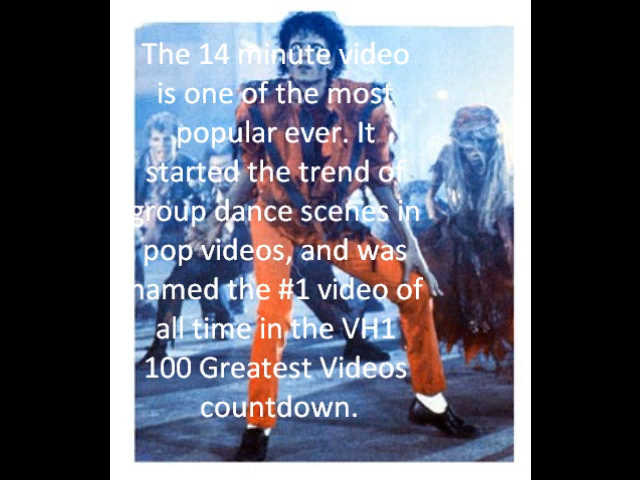 The 14 minute video
is one of the most
popular ever. It
started the trend of
group dance scenes in
pop videos, and was
named the #1 video of
all time in the VH1
100 Greatest Videos
countdown.